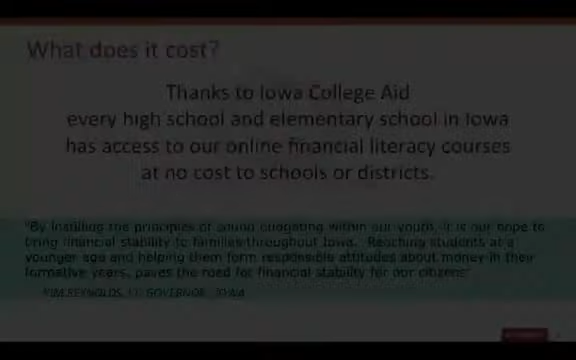 What does it cost?
Thanks to Iowa College Aid
every high school and elementary school in Iowa
has access to our online financial literacy courses
at no cost to schools or districts.
"By instilling the principles of sound budgeting within our youth, it is our hope to
bring financial stability to families throughout Iowa. Reaching students at a
younger age and helping them form responsible attitudes about money in their
formative years, paves the road for financial stability for our citizens"
KIM REYNOLDS, LT. GOVERNOR, IOWA